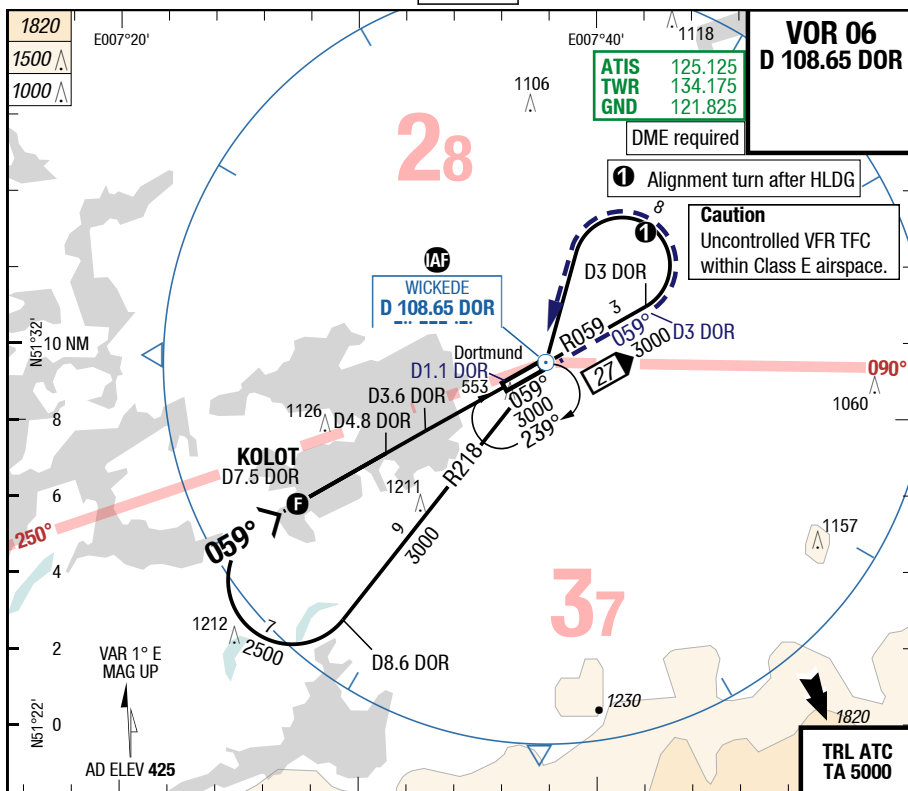 1820
1500
1000
E007°20'
E007°40'
1118
VOR 06
D 108.65 DOR
ATIS 125.125
TWR 134.175
GND 121.825
DME required
1106
28
1 Alignment turn after HLDG
Caution
Uncontrolled VFR TFC
within Class E airspace.
8
1
IAF
WICKEDE
D 108.65 DOR
D3 DOR
3
R059
059°
3000
D3 DOR
N51°32'
10 NM
Dortmund
D1.1 DOR
553
27
090°
1060
059°
3000
239°
D3.6 DOR
D4.8 DOR
1126
8
KOLOT
D7.5 DOR
F
R218
1211
6
9
3000
250°
059°
1157
4
37
1212
7
2500
2
D8.6 DOR
VAR 1° E
MAG UP
1230
N51°22'
0
1820
AD ELEV 425
TRL ATC
TA 5000